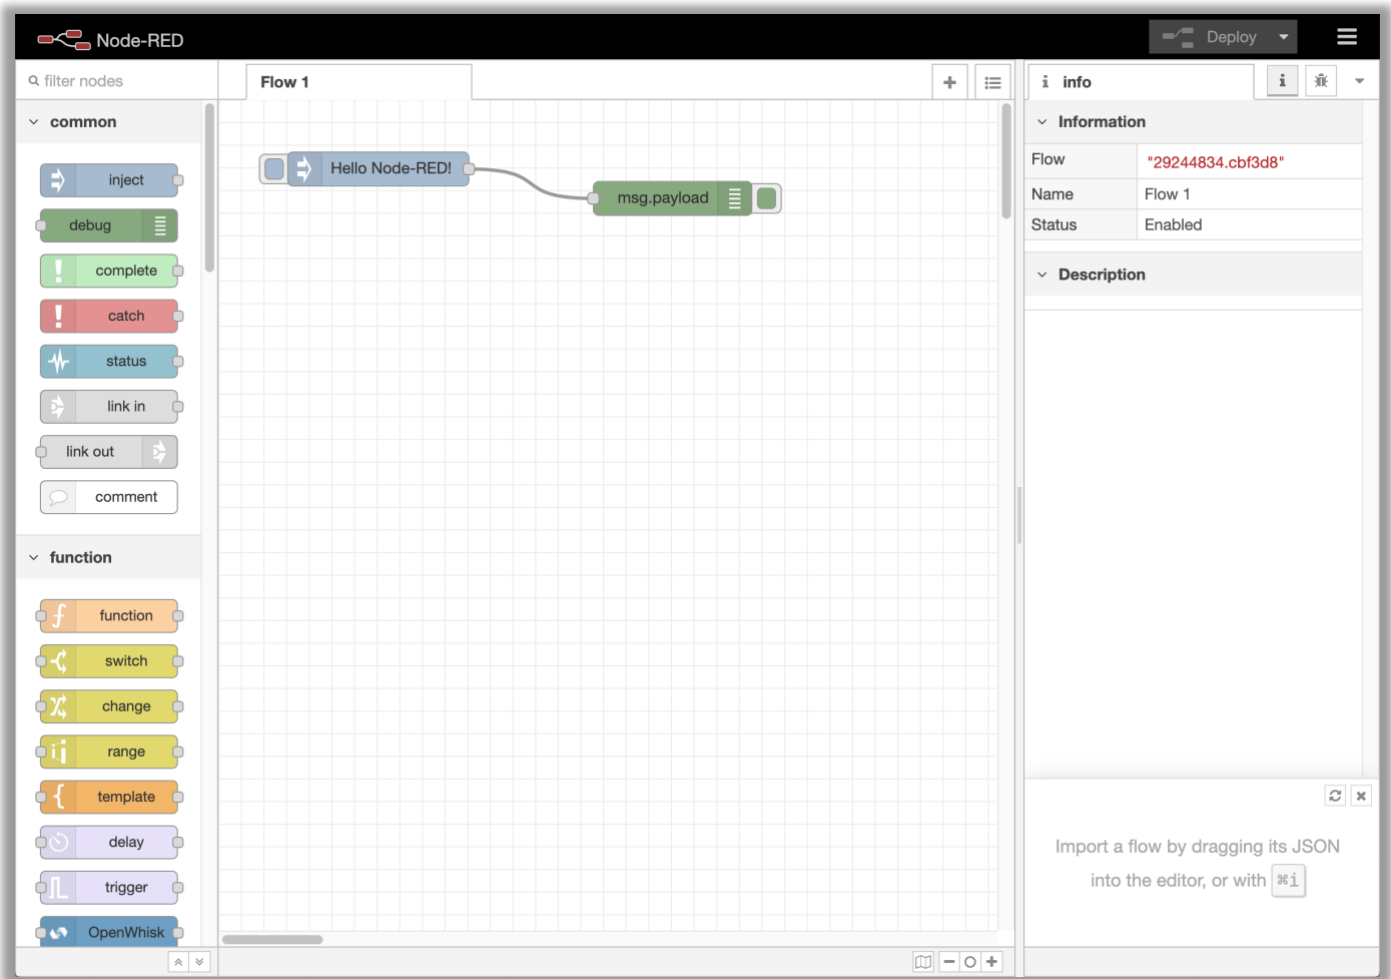 Node-RED
Deploy
filter nodes
Flow 1
info
common
inject
debug
complete
catch
status
link in
link out
comment
function
function
switch
change
range
template
delay
trigger
OpenWhisk
Hello Node-RED!
msg.payload
Information
Flow "29244834.cbf3d8"
Name Flow 1
Status Enabled
Description
Import a flow by dragging its JSON
into the editor, or with ⌘i